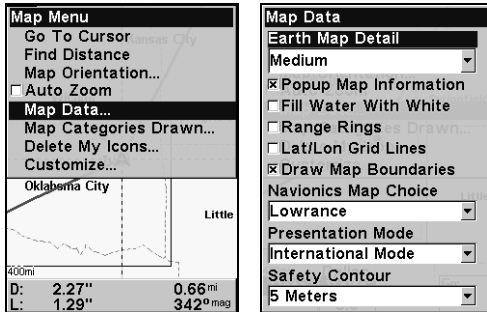 Map Menu
Go To Cursor
Find Distance
Map Orientation...
Auto Zoom
Map Data...
Map Categories Drawn...
Delete My Icons...
Customize...
Oklahoma City
Little
400mi
D: 2.27" 0.66 mi
L: 1.29" 342° mag
Map Data
Earth Map Detail
Medium
Popup Map Information
Fill Water With White
Range Rings
Lat/Lon Grid Lines
Draw Map Boundaries
Navionics Map Choice
Lowrance
Presentation Mode
International Mode
Safety Contour
5 Meters